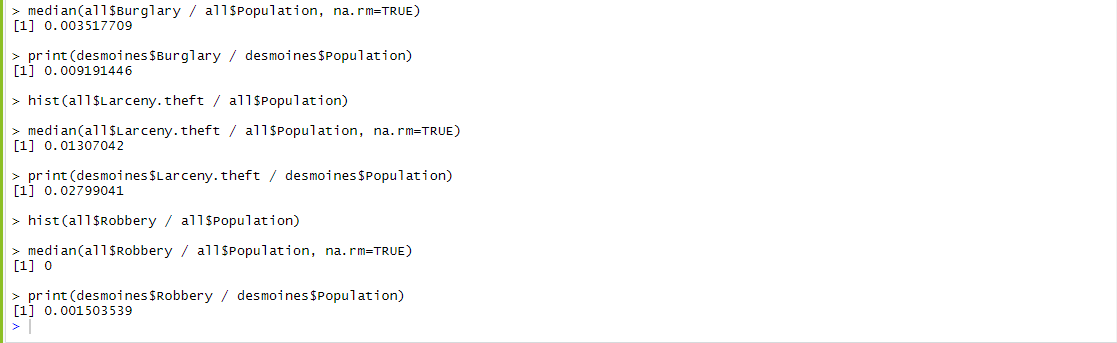 > median(all$Burglary / all$Population, na.rm=TRUE)
[1] 0.003517709
> print(desmoines$Burglary / desmoines$Population)
[1] 0.009191446
> hist(all$Larceny.theft / all$Population)
> median(all$Larceny.theft / all$Population, na.rm=TRUE)
[1] 0.01307042
> print(desmoines$Larceny.theft / desmoines$Population)
[1] 0.02799041
> hist(all$Robbery / all$Population)
> median(all$Robbery / all$Population, na.rm=TRUE)
[1] 0
> print(desmoines$Robbery / desmoines$Population)
[1] 0.001503539
>